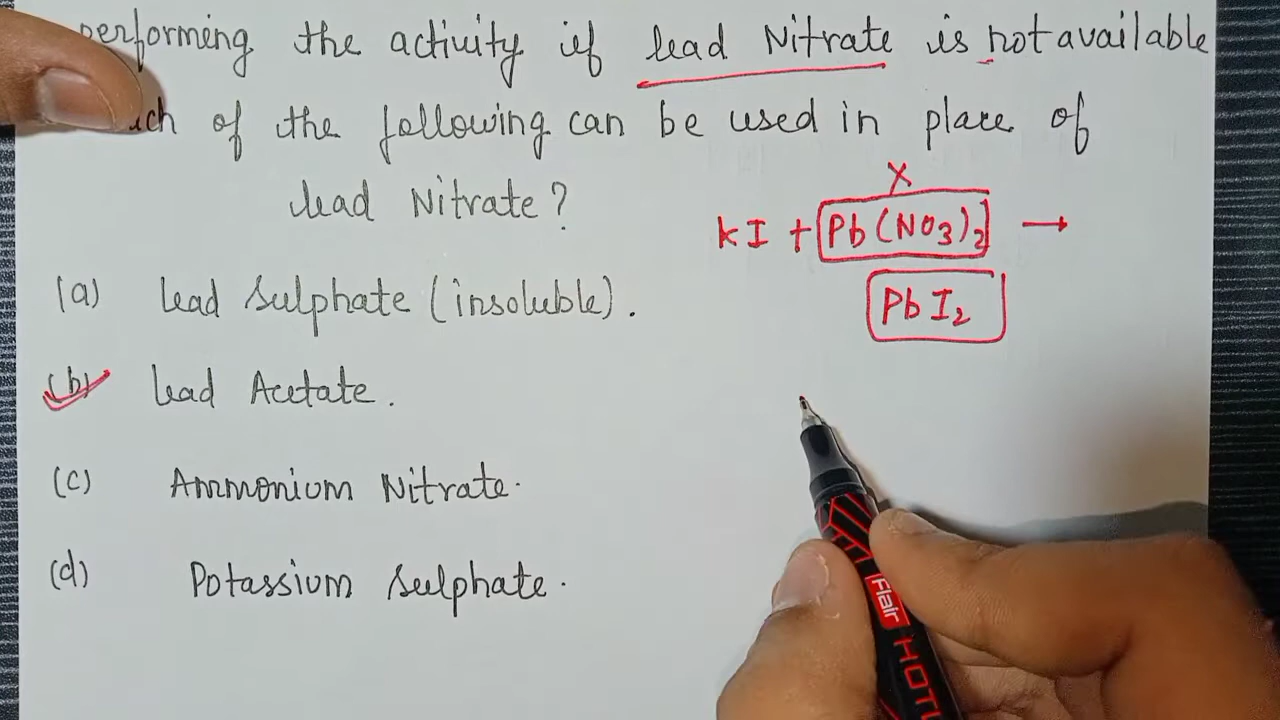 performing the activity if lead Nitrate is not available
of the following can be used in place of
lead Nitrate?
X
KI + Pb(NO3)2 →
PbI2
(a) Lead Sulphate (insoluble).
(b) Lead Acetate.
(c) Ammonium Nitrate.
(d) Potassium Sulphate.
Flair